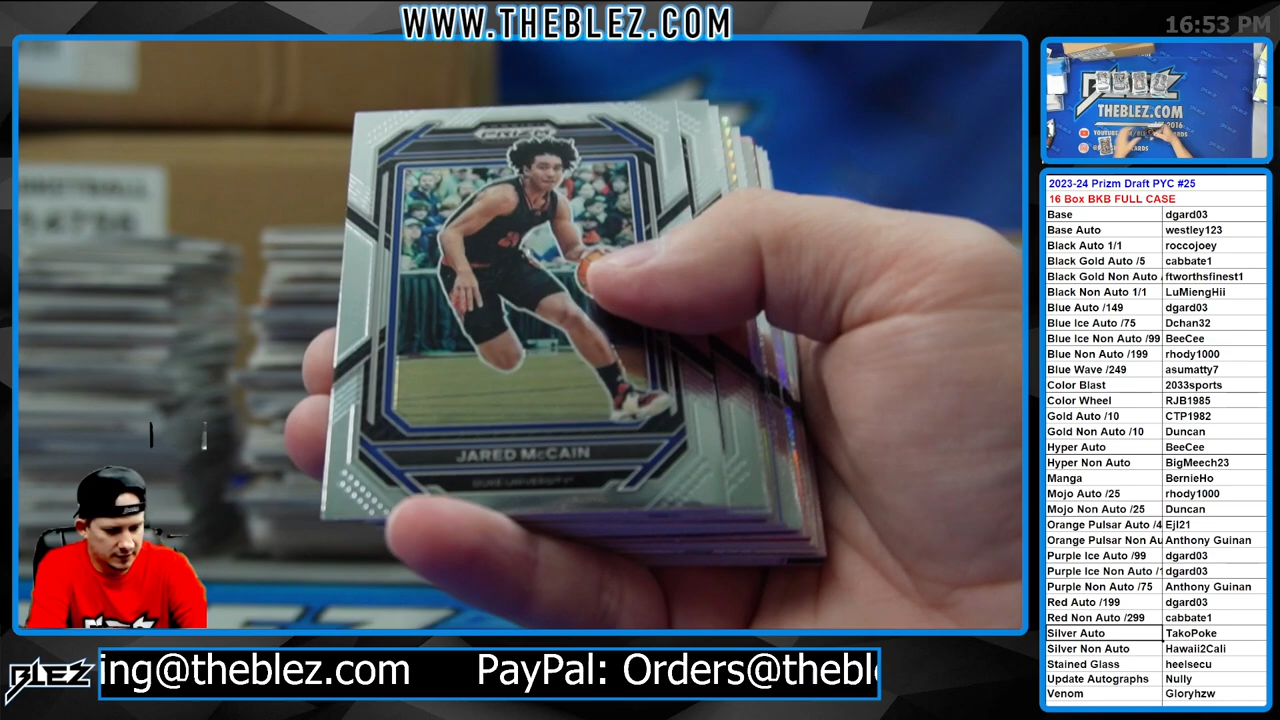 WWW.THEBLEZ.COM
16:53 PM
PRIZM
JARED McCAIN
DUKE UNIVERSITY
BLEZ
THEBLEZ.COM
2023-24 Prizm Draft PYC #25
16 Box BKB FULL CASE
Base dgard03
Base Auto westley123
Black Auto 1/1 roccojoey
Black Gold Auto /5 cabbate1
Black Gold Non Auto ftworthsfinest1
Black Non Auto 1/1 LuMiengHii
Blue Auto /149 dgard03
Blue Ice Auto /75 Dchan32
Blue Ice Non Auto /99 BeeCee
Blue Non Auto /199 rhody1000
Blue Wave /249 asumatty7
Color Blast 2033sports
Color Wheel RJB1985
Gold Auto /10 CTP1982
Gold Non Auto /10 Duncan
Hyper Auto BeeCee
Hyper Non Auto BigMeech23
Manga BernieHo
Mojo Auto /25 rhody1000
Mojo Non Auto /25 Duncan
Orange Pulsar Auto /4 Ejl21
Orange Pulsar Non Au Anthony Guinan
Purple Ice Auto /99 dgard03
Purple Ice Non Auto /1 dgard03
Purple Non Auto /75 Anthony Guinan
Red Auto /199 dgard03
Red Non Auto /299 cabbate1
Silver Auto TakoPoke
Silver Non Auto Hawaii2Cali
Stained Glass heeisecu
Update Autographs Nully
Venom Gloryhzw
BLEZ
ing@theblez.com PayPal: Orders@theble